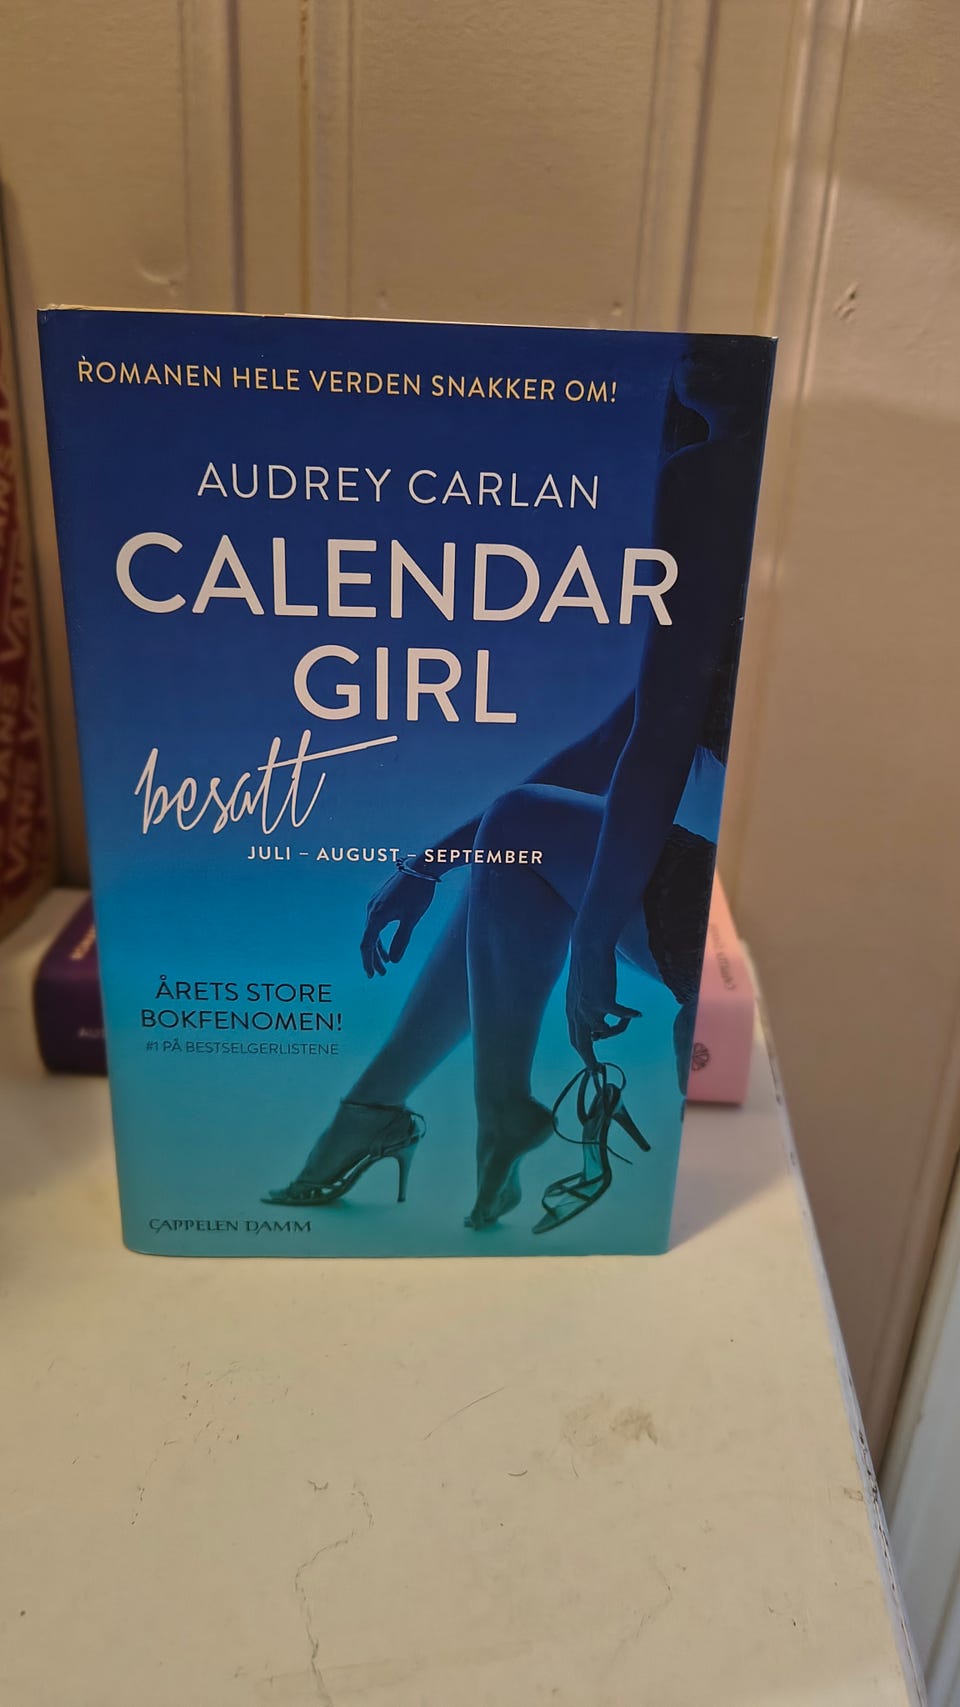 ROMANEN HELE VERDEN SNAKKER OM!
AUDREY CARLAN
CALENDAR
GIRL
besatt
JULI – AUGUST – SEPTEMBER
ÅRETS STORE
BOKFENOMEN!
#1 PÅ BESTSELGERLISTENE
CAPPELEN DAMM